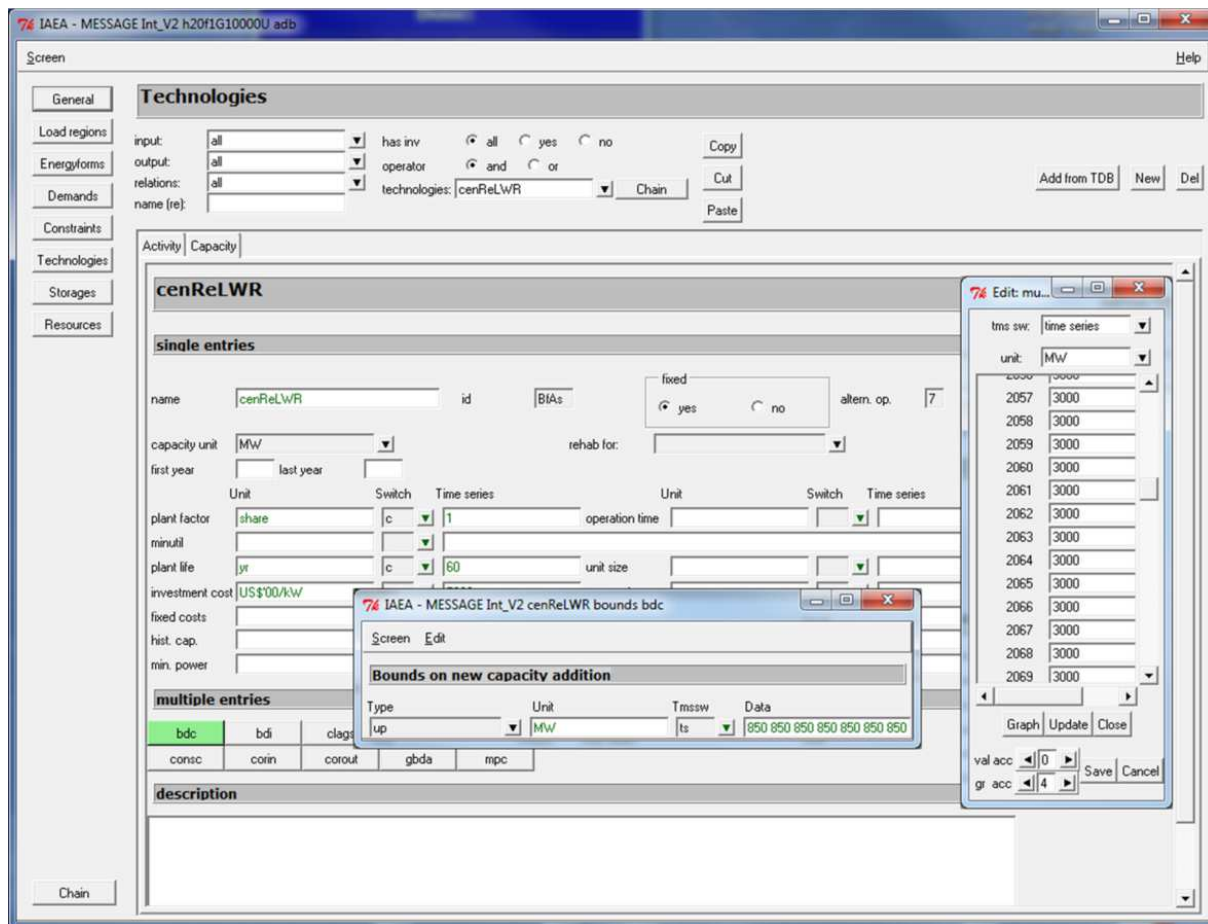 IAEA - MESSAGE Int_V2 h20f1G10000U adb
Screen Help
General
Load regions
Energyforms
Demands
Constraints
Technologies
Storages
Resources
Chain
Technologies
input: all has inv all yes no Copy
output: all operator and or Cut
relations: all technologies: cenReLWR Chain Add from TDB New Del
name (re): Paste
Activity Capacity
cenReLWR
single entries
fixed
name cenReLWR id BfAs yes no altern. op. 7
capacity unit MW rehab for:
first year last year
Unit Switch Time series Unit Switch Time series
plant factor share c 1 operation time
minutil
plant life yr c 60 unit size
investment cost US$'00/kW
fixed costs
hist. cap.
min. power
multiple entries
bdc bdi clags
consc corin corout gbda mpc
description
IAEA - MESSAGE Int_V2 cenReLWR bounds bdc
Screen Edit
Bounds on new capacity addition
Type Unit Tmssw Data
up MW ts 850 850 850 850 850 850 850
Edit: mu...
tms sw: time series
unit: MW
2057 3000
2058 3000
2059 3000
2060 3000
2061 3000
2062 3000
2063 3000
2064 3000
2065 3000
2066 3000
2067 3000
2068 3000
2069 3000
Graph Update Close
val acc 0
gr acc 4
Save Cancel